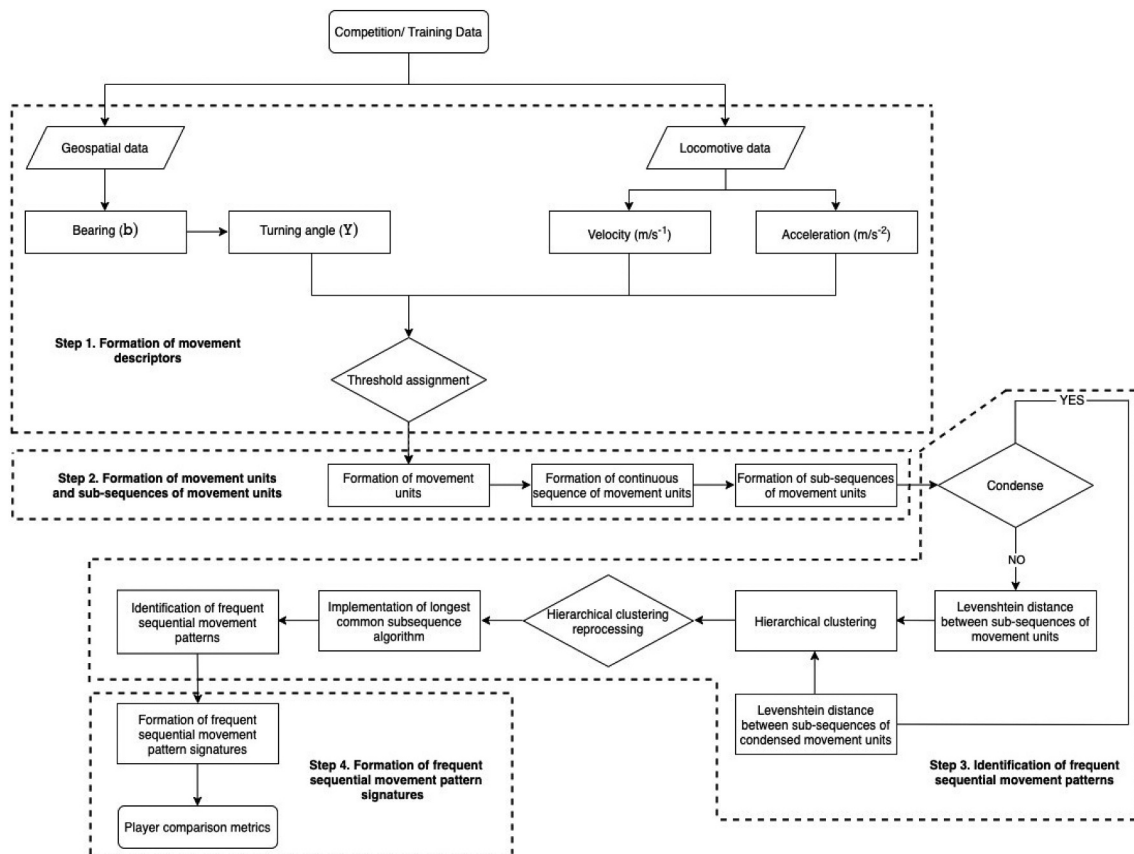 Competition/ Training Data
Geospatial data
Locomotive data
Bearing (b)
Turning angle (Y)
Velocity (m/s⁻¹)
Acceleration (m/s⁻²)
Step 1. Formation of movement
descriptors
Threshold assignment
YES
Step 2. Formation of movement units
and sub-sequences of movement units
Formation of movement
units
Formation of continuous
sequence of movement units
Formation of sub-sequences
of movement units
Condense
NO
Identification of frequent
sequential movement
patterns
Implementation of longest
common subsequence
algorithm
Hierarchical clustering
reprocessing
Hierarchical clustering
Levenshtein distance
between sub-sequences of
movement units
Formation of frequent
sequential movement
pattern signatures
Step 4. Formation of frequent
sequential movement pattern
signatures
Levenshtein distance
between sub-sequences of
condensed movement units
Step 3. Identification of frequent
sequential movement patterns
Player comparison metrics